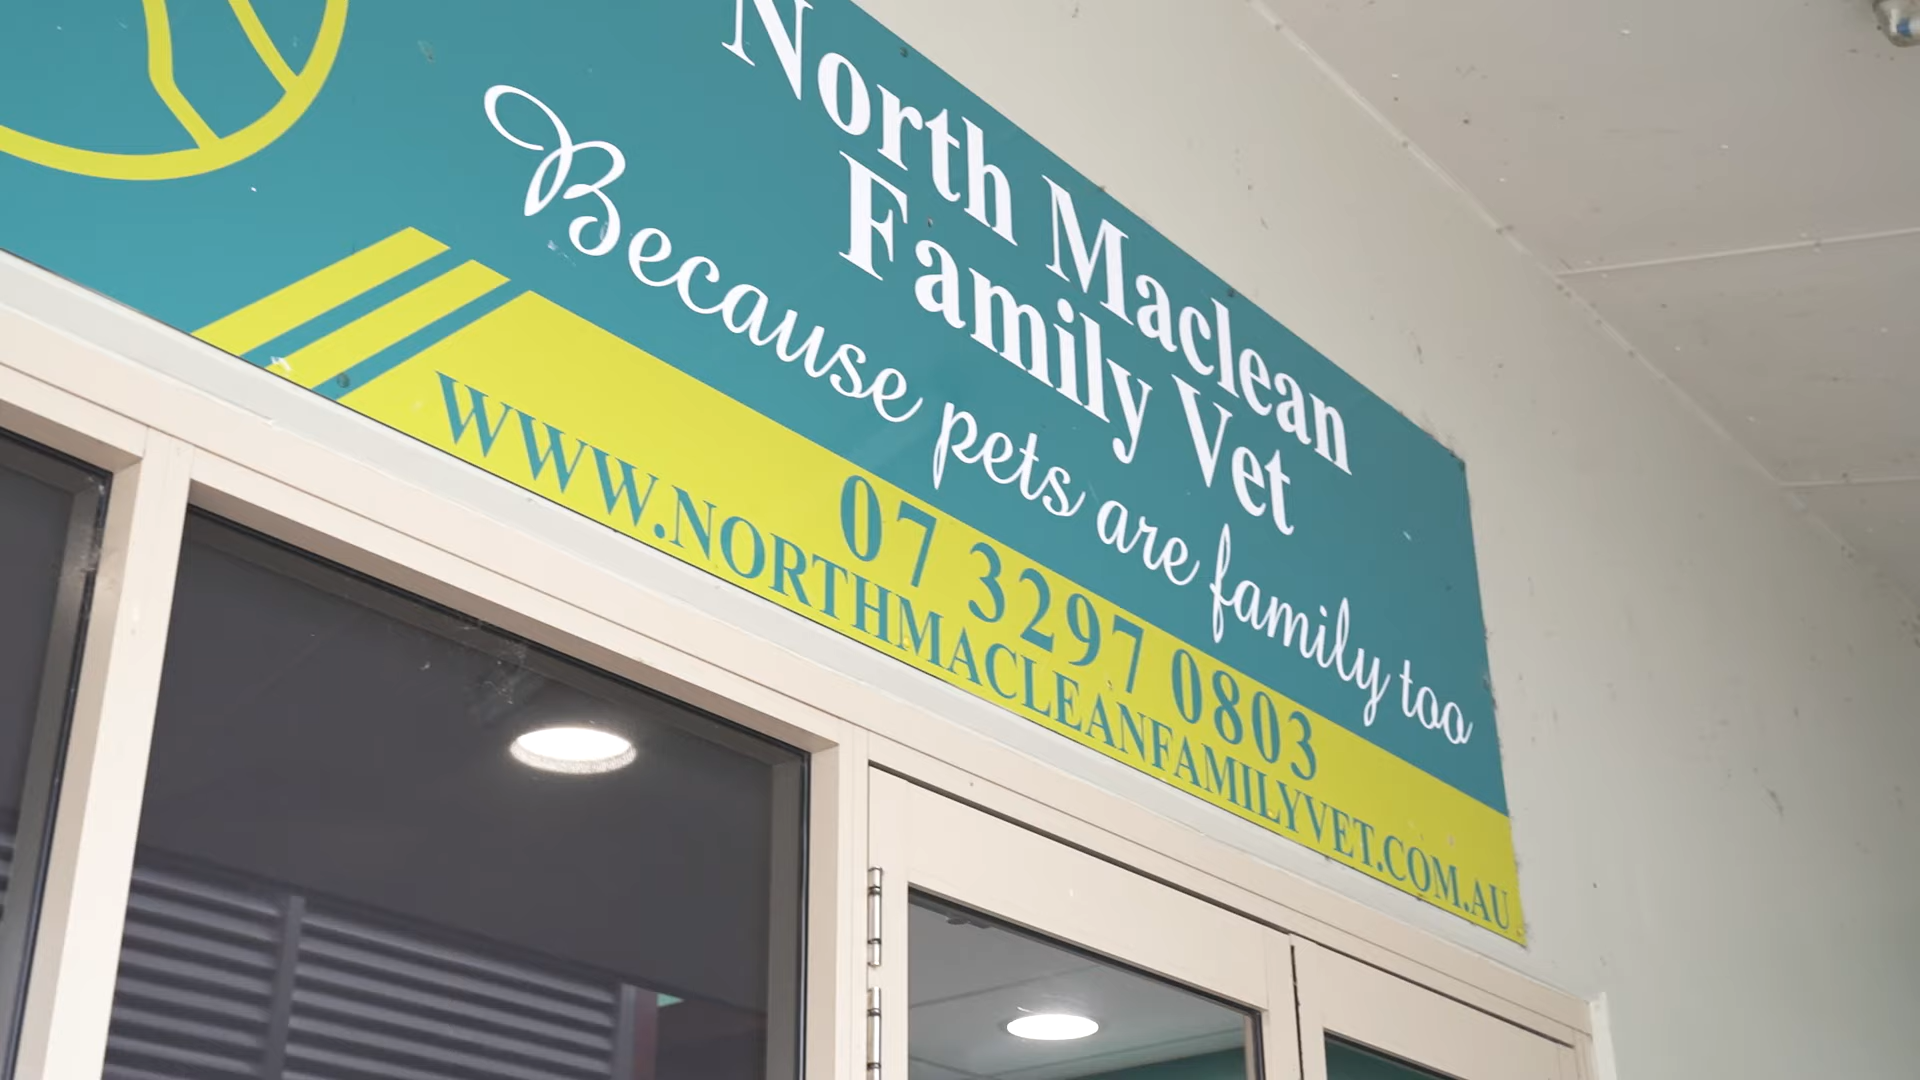 North Maclean
Family Vet
Because pets are family too
07 3297 0803
WWW.NORTHMACLEANFAMILYVET.COM.AU